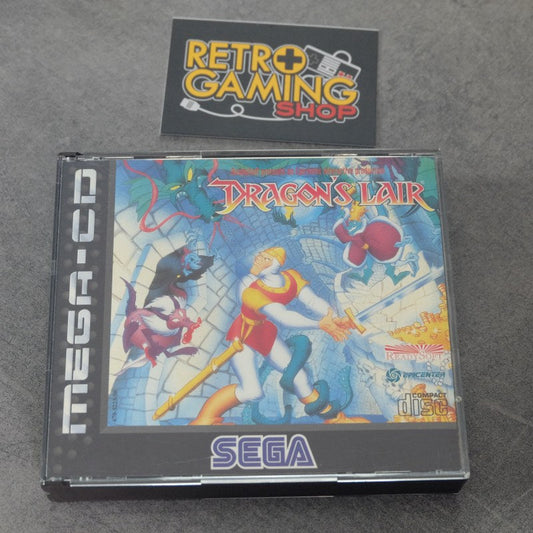 RETRO
GAMING
SHOP
MEGA-CD
DRAGON'S LAIR
READYSOFT
EPICENTER
COMPACT
disc
SEGA